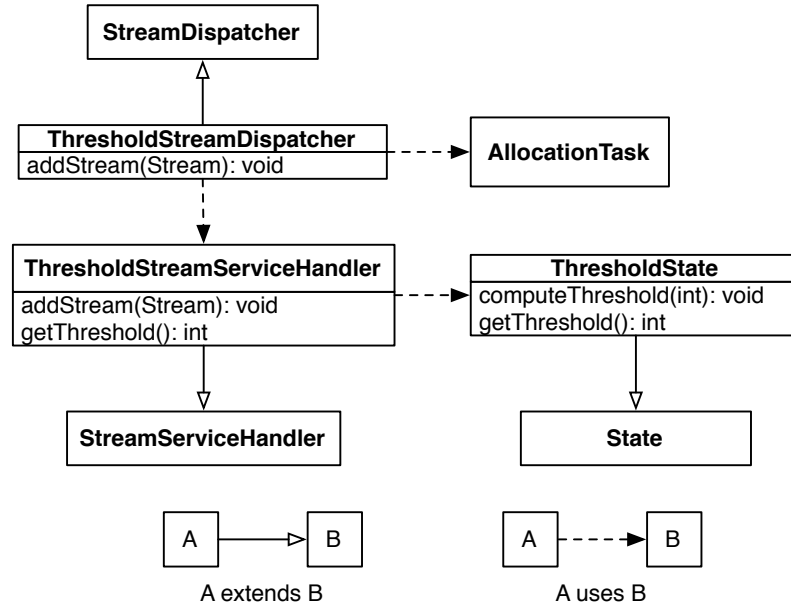 StreamDispatcher
ThresholdStreamDispatcher
addStream(Stream): void
AllocationTask
ThresholdStreamServiceHandler
addStream(Stream): void
getThreshold(): int
ThresholdState
computeThreshold(int): void
getThreshold(): int
StreamServiceHandler
State
A
B
A
B
A extends B
A uses B